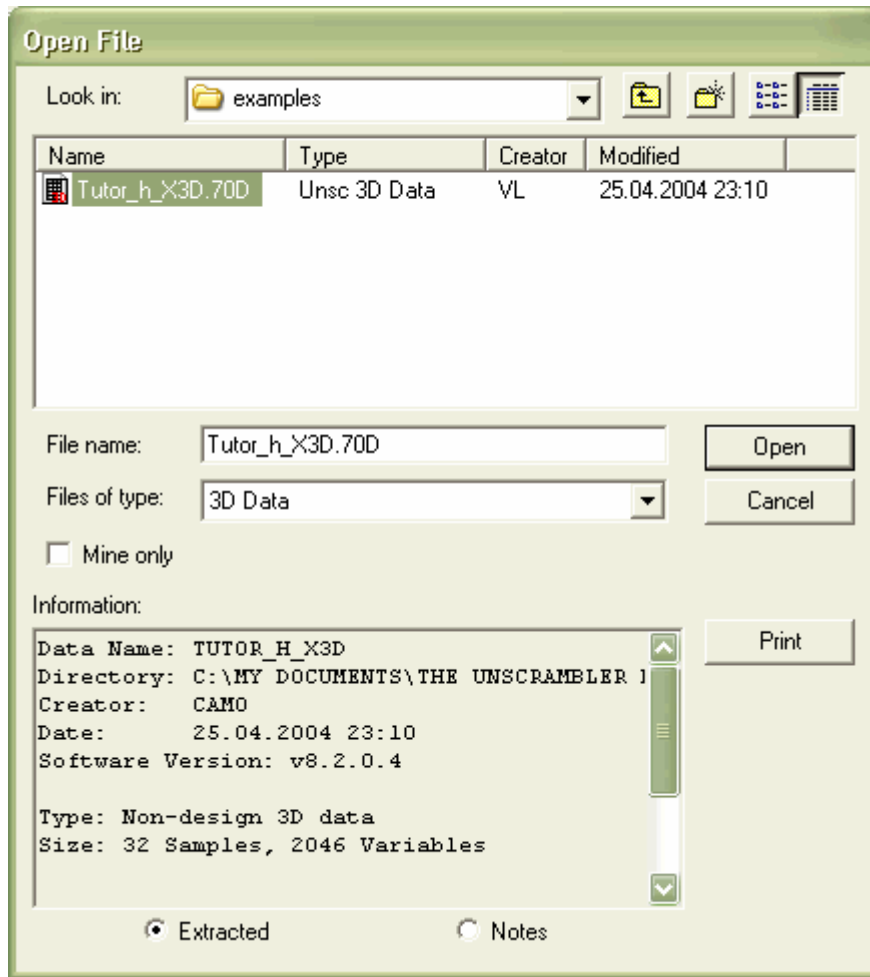 Open File
Look in: examples
Name Type Creator Modified
Tutor_h_X3D.70D Unsc 3D Data VL 25.04.2004 23:10
File name: Tutor_h_X3D.70D Open
Files of type: 3D Data Cancel
Mine only
Information:
Data Name: TUTOR_H_X3D Print
Directory: C:\MY DOCUMENTS\THE UNSCRAMBLER
Creator: CAMO
Date: 25.04.2004 23:10
Software Version: v8.2.0.4
Type: Non-design 3D data
Size: 32 Samples, 2046 Variables
Extracted Notes